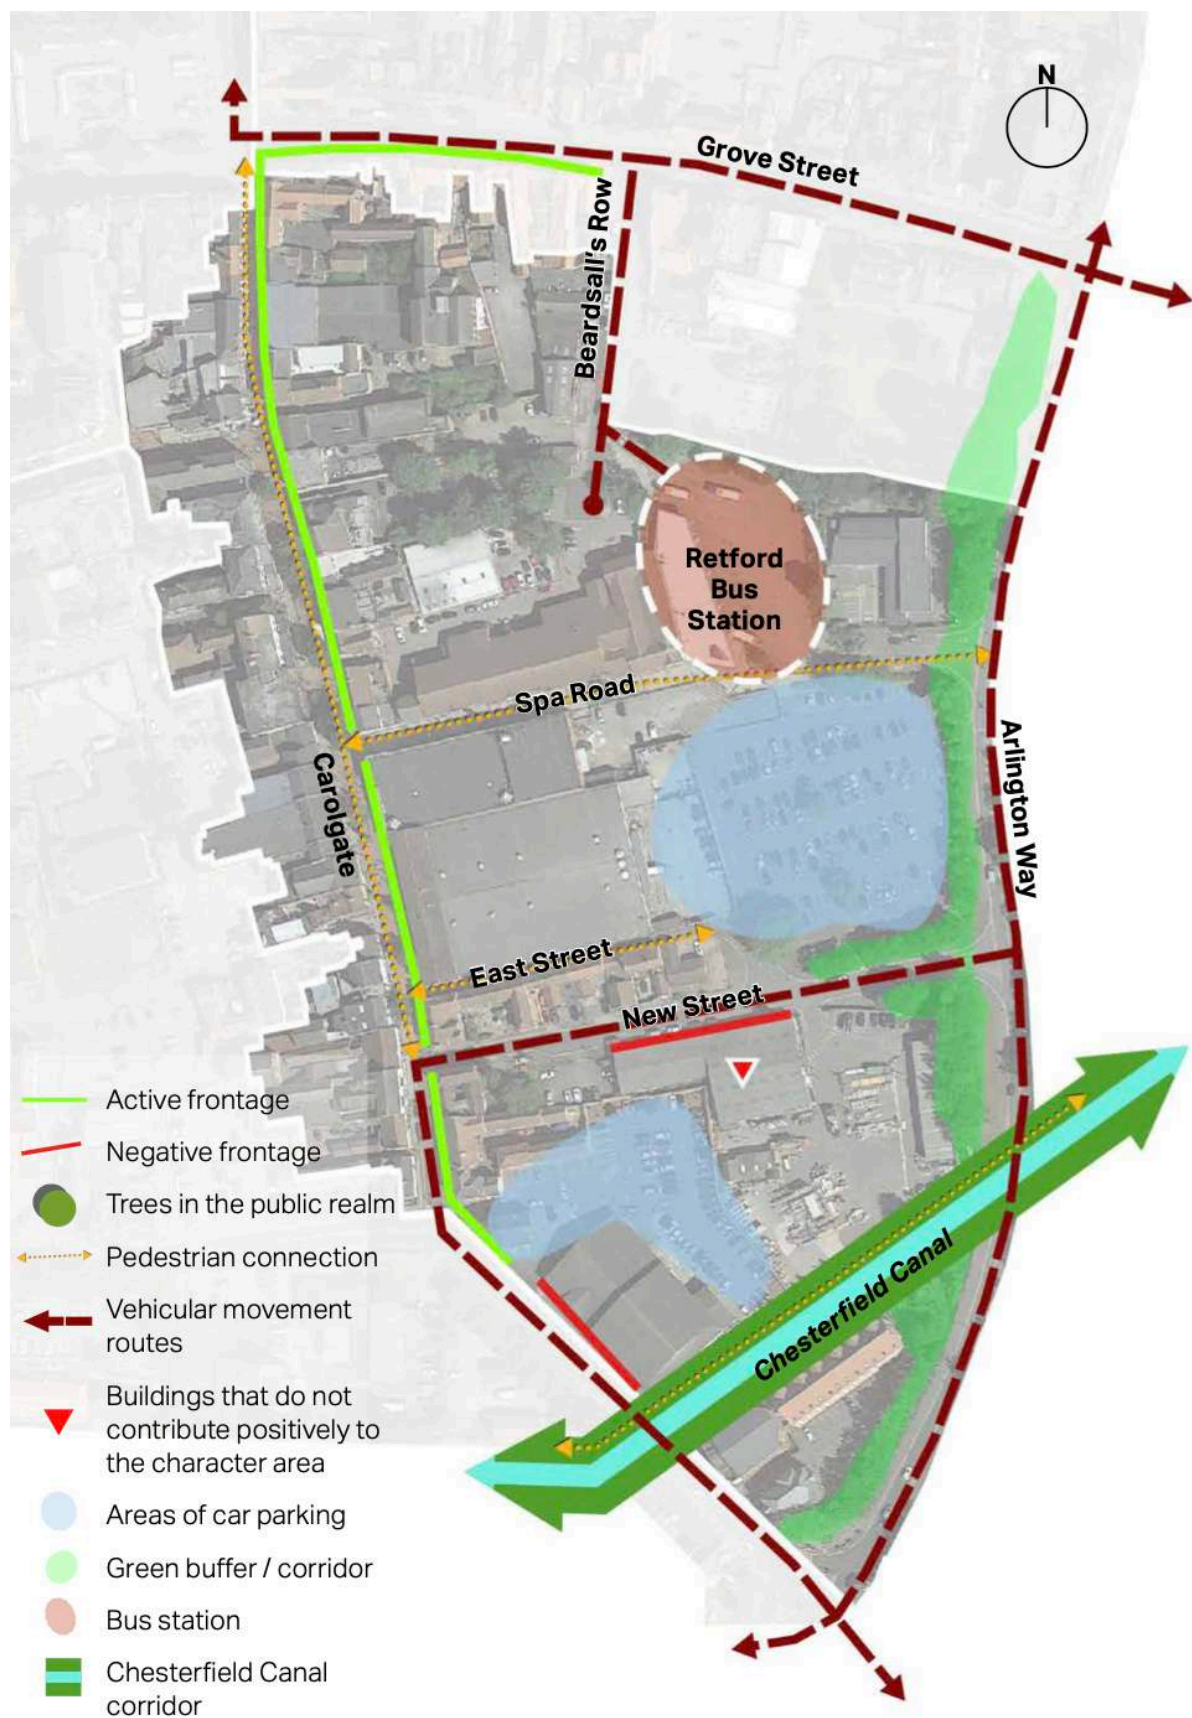 N
Grove Street
Beardsall's Row
Retford
Bus
Station
Spa Road
Carolgate
Arlington Way
East Street
New Street
Chesterfield Canal
Active frontage
Negative frontage
Trees in the public realm
Pedestrian connection
Vehicular movement
routes
Buildings that do not
contribute positively to
the character area
Areas of car parking
Green buffer / corridor
Bus station
Chesterfield Canal
corridor